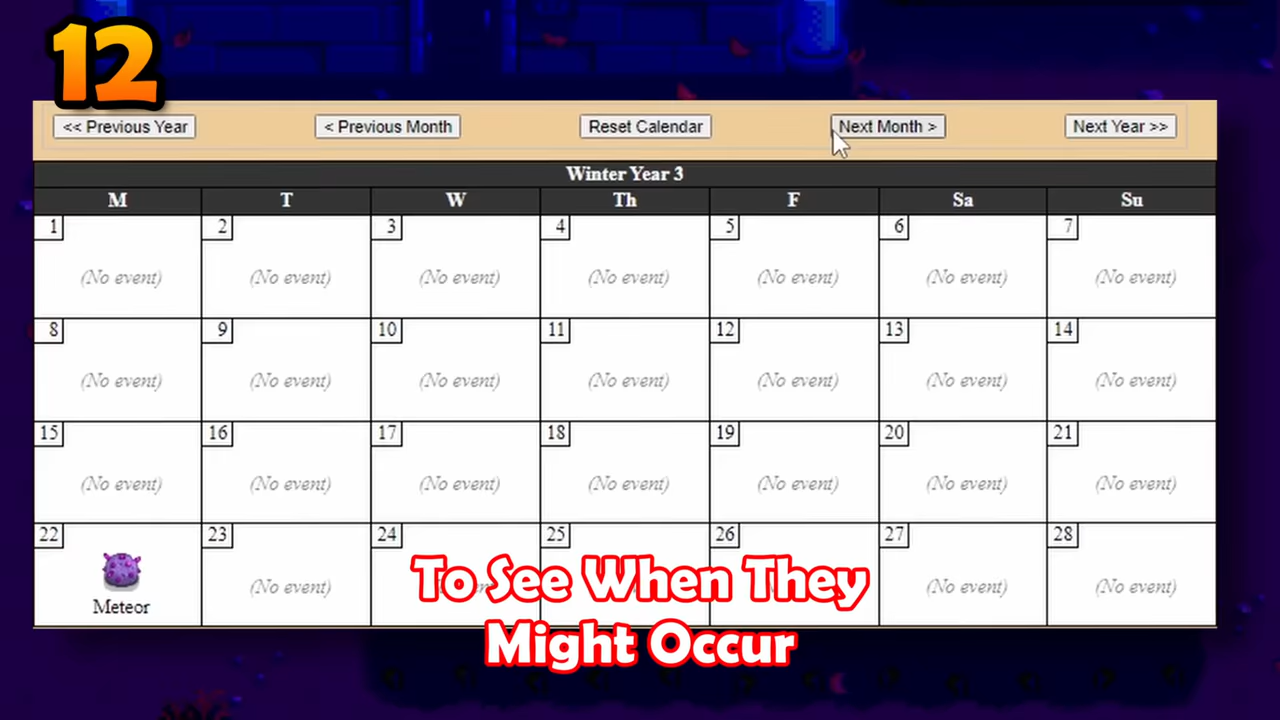 12
<< Previous Year < Previous Month Reset Calendar Next Month > Next Year >>
Winter Year 3
M T W Th F Sa Su
1 2 3 4 5 6 7
(No event) (No event) (No event) (No event) (No event) (No event) (No event)
8 9 10 11 12 13 14
(No event) (No event) (No event) (No event) (No event) (No event) (No event)
15 16 17 18 19 20 21
(No event) (No event) (No event) (No event) (No event) (No event) (No event)
22 23 24 25 26 27 28
(No event) (No event) (No event)
Meteor
To See When They
Might Occur